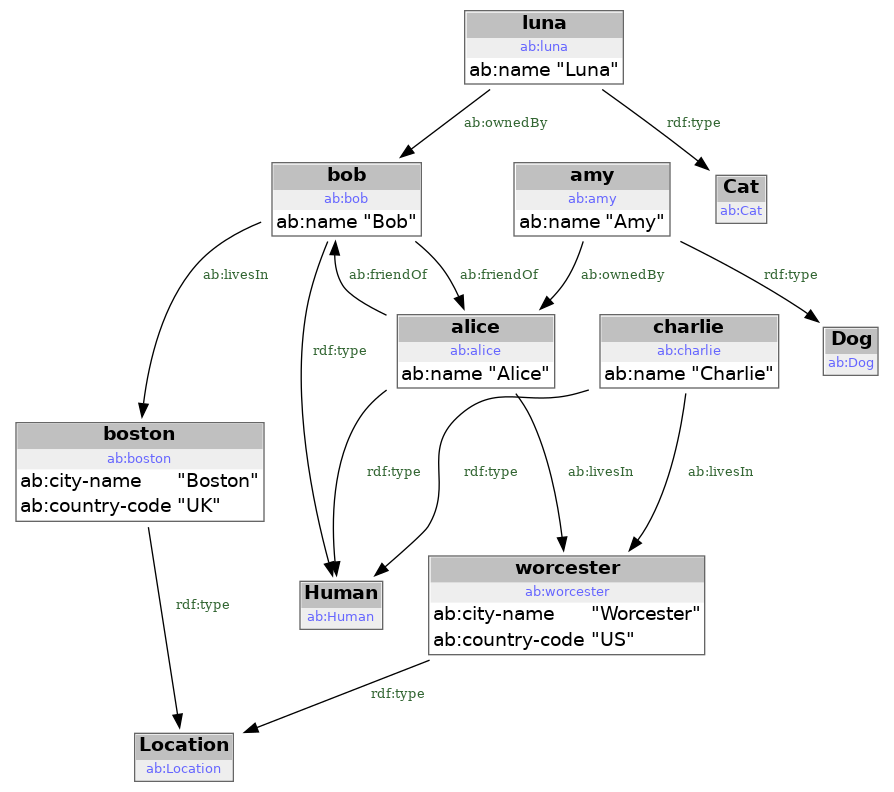 luna
ab:luna
ab:name "Luna"
ab:ownedBy
rdf:type
bob
ab:bob
ab:name "Bob"
amy
ab:amy
ab:name "Amy"
Cat
ab:Cat
ab:livesIn
ab:friendOf
ab:friendOf
ab:ownedBy
rdf:type
rdf:type
alice
ab:alice
ab:name "Alice"
charlie
ab:charlie
ab:name "Charlie"
Dog
ab:Dog
boston
ab:boston
ab:city-name "Boston"
ab:country-code "UK"
rdf:type
rdf:type
ab:livesIn
ab:livesIn
rdf:type
Human
ab:Human
worcester
ab:worcester
ab:city-name "Worcester"
ab:country-code "US"
rdf:type
Location
ab:Location